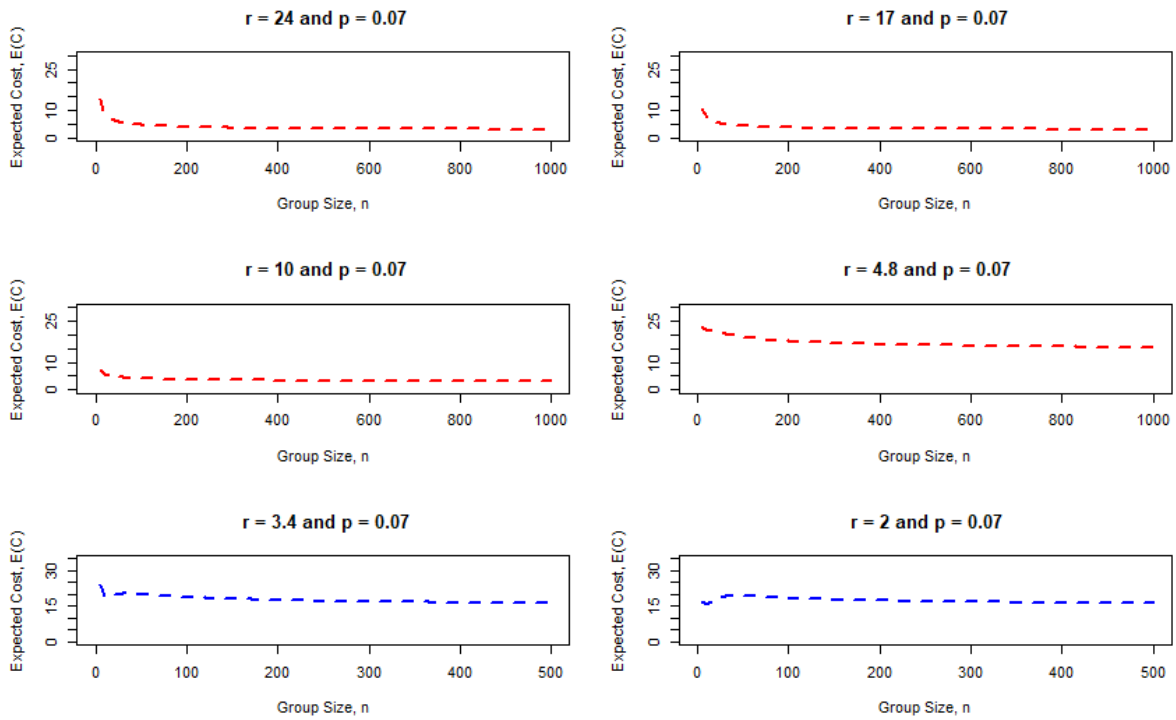 r = 24 and p = 0.07
Expected Cost, E(C)
0 10 25
0 200 400 600 800 1000
Group Size, n
r = 17 and p = 0.07
Expected Cost, E(C)
0 10 25
0 200 400 600 800 1000
Group Size, n
r = 10 and p = 0.07
Expected Cost, E(C)
0 10 25
0 200 400 600 800 1000
Group Size, n
r = 4.8 and p = 0.07
Expected Cost, E(C)
0 10 25
0 200 400 600 800 1000
Group Size, n
r = 3.4 and p = 0.07
Expected Cost, E(C)
0 15 30
0 100 200 300 400 500
Group Size, n
r = 2 and p = 0.07
Expected Cost, E(C)
0 15 30
0 100 200 300 400 500
Group Size, n